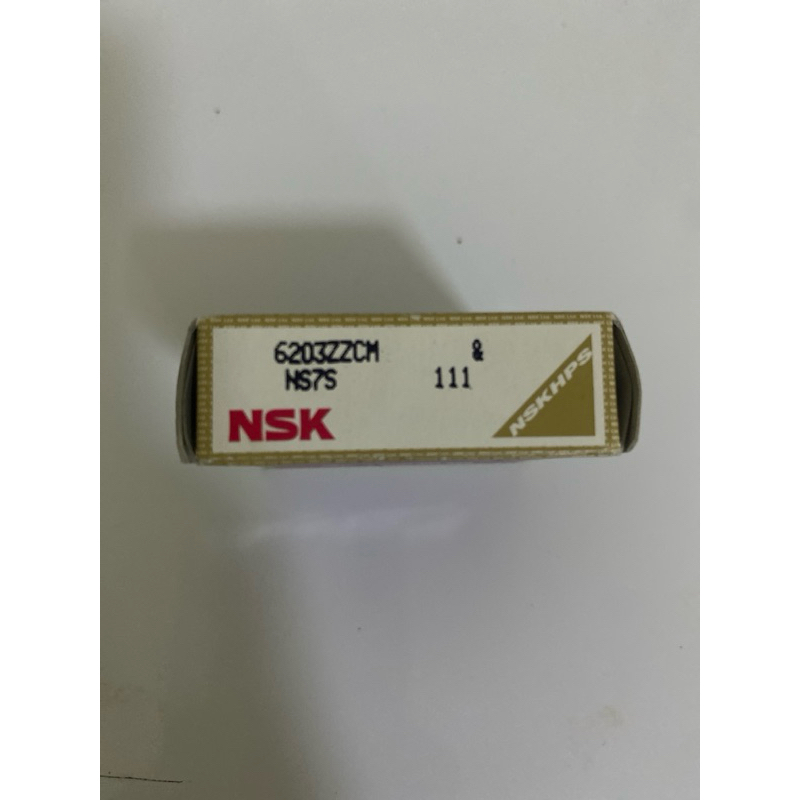 6203ZZCM &
NS7S 111
NSK
NSKHPS